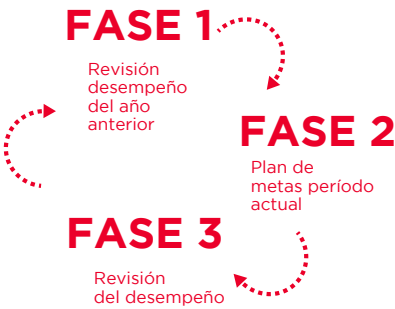 FASE 1
Revisión
desempeño
del año
anterior
FASE 2
Plan de
metas período
actual
FASE 3
Revisión
del desempeño